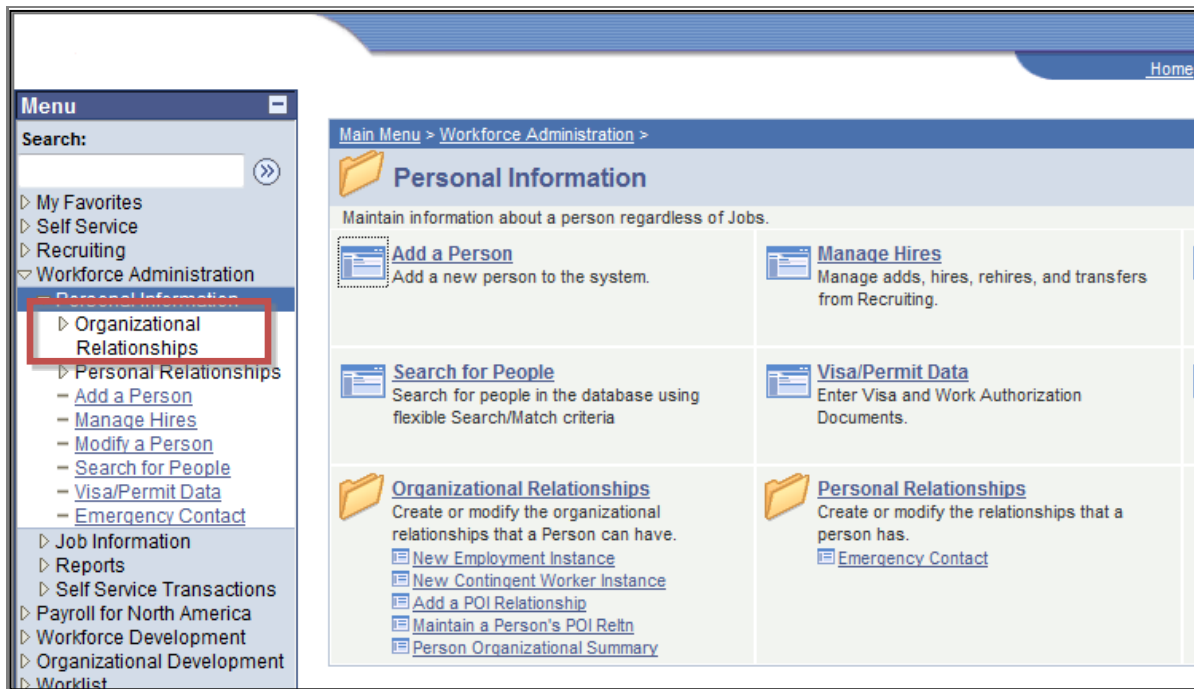 Home
Menu
Search:
My Favorites
Self Service
Recruiting
Workforce Administration
Personal Information
Organizational
Relationships
Personal Relationships
Add a Person
Manage Hires
Modify a Person
Search for People
Visa/Permit Data
Emergency Contact
Job Information
Reports
Self Service Transactions
Payroll for North America
Workforce Development
Organizational Development
Worklist
Main Menu > Workforce Administration >
Personal Information
Maintain information about a person regardless of Jobs.
Add a Person
Add a new person to the system.
Manage Hires
Manage adds, hires, rehires, and transfers
from Recruiting.
Search for People
Search for people in the database using
flexible Search/Match criteria
Visa/Permit Data
Enter Visa and Work Authorization
Documents.
Organizational Relationships
Create or modify the organizational
relationships that a Person can have.
New Employment Instance
New Contingent Worker Instance
Add a POI Relationship
Maintain a Person's POI Reltn
Person Organizational Summary
Personal Relationships
Create or modify the relationships that a
person has.
Emergency Contact